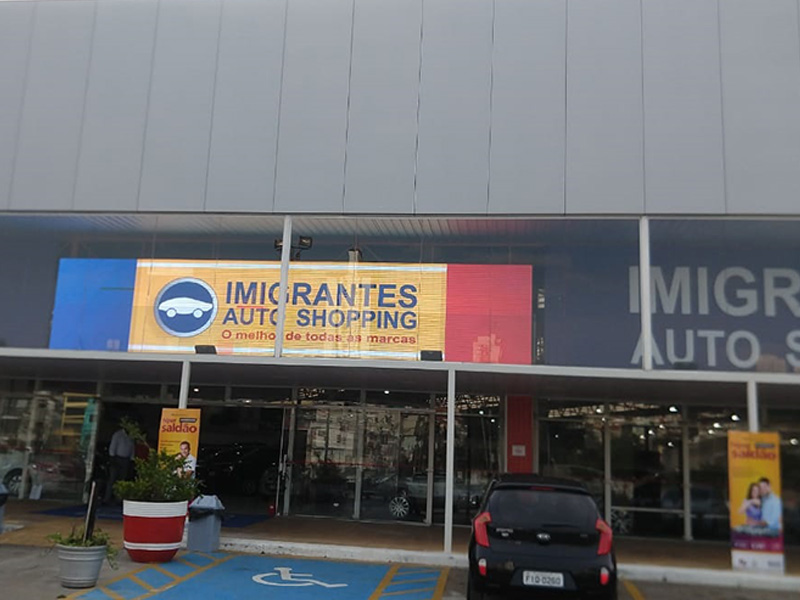 IMIGRANTES
AUTO SHOPPING
O melhor de todas as marcas
IMIGR
AUTO S
saldão
saldão
FID 0260